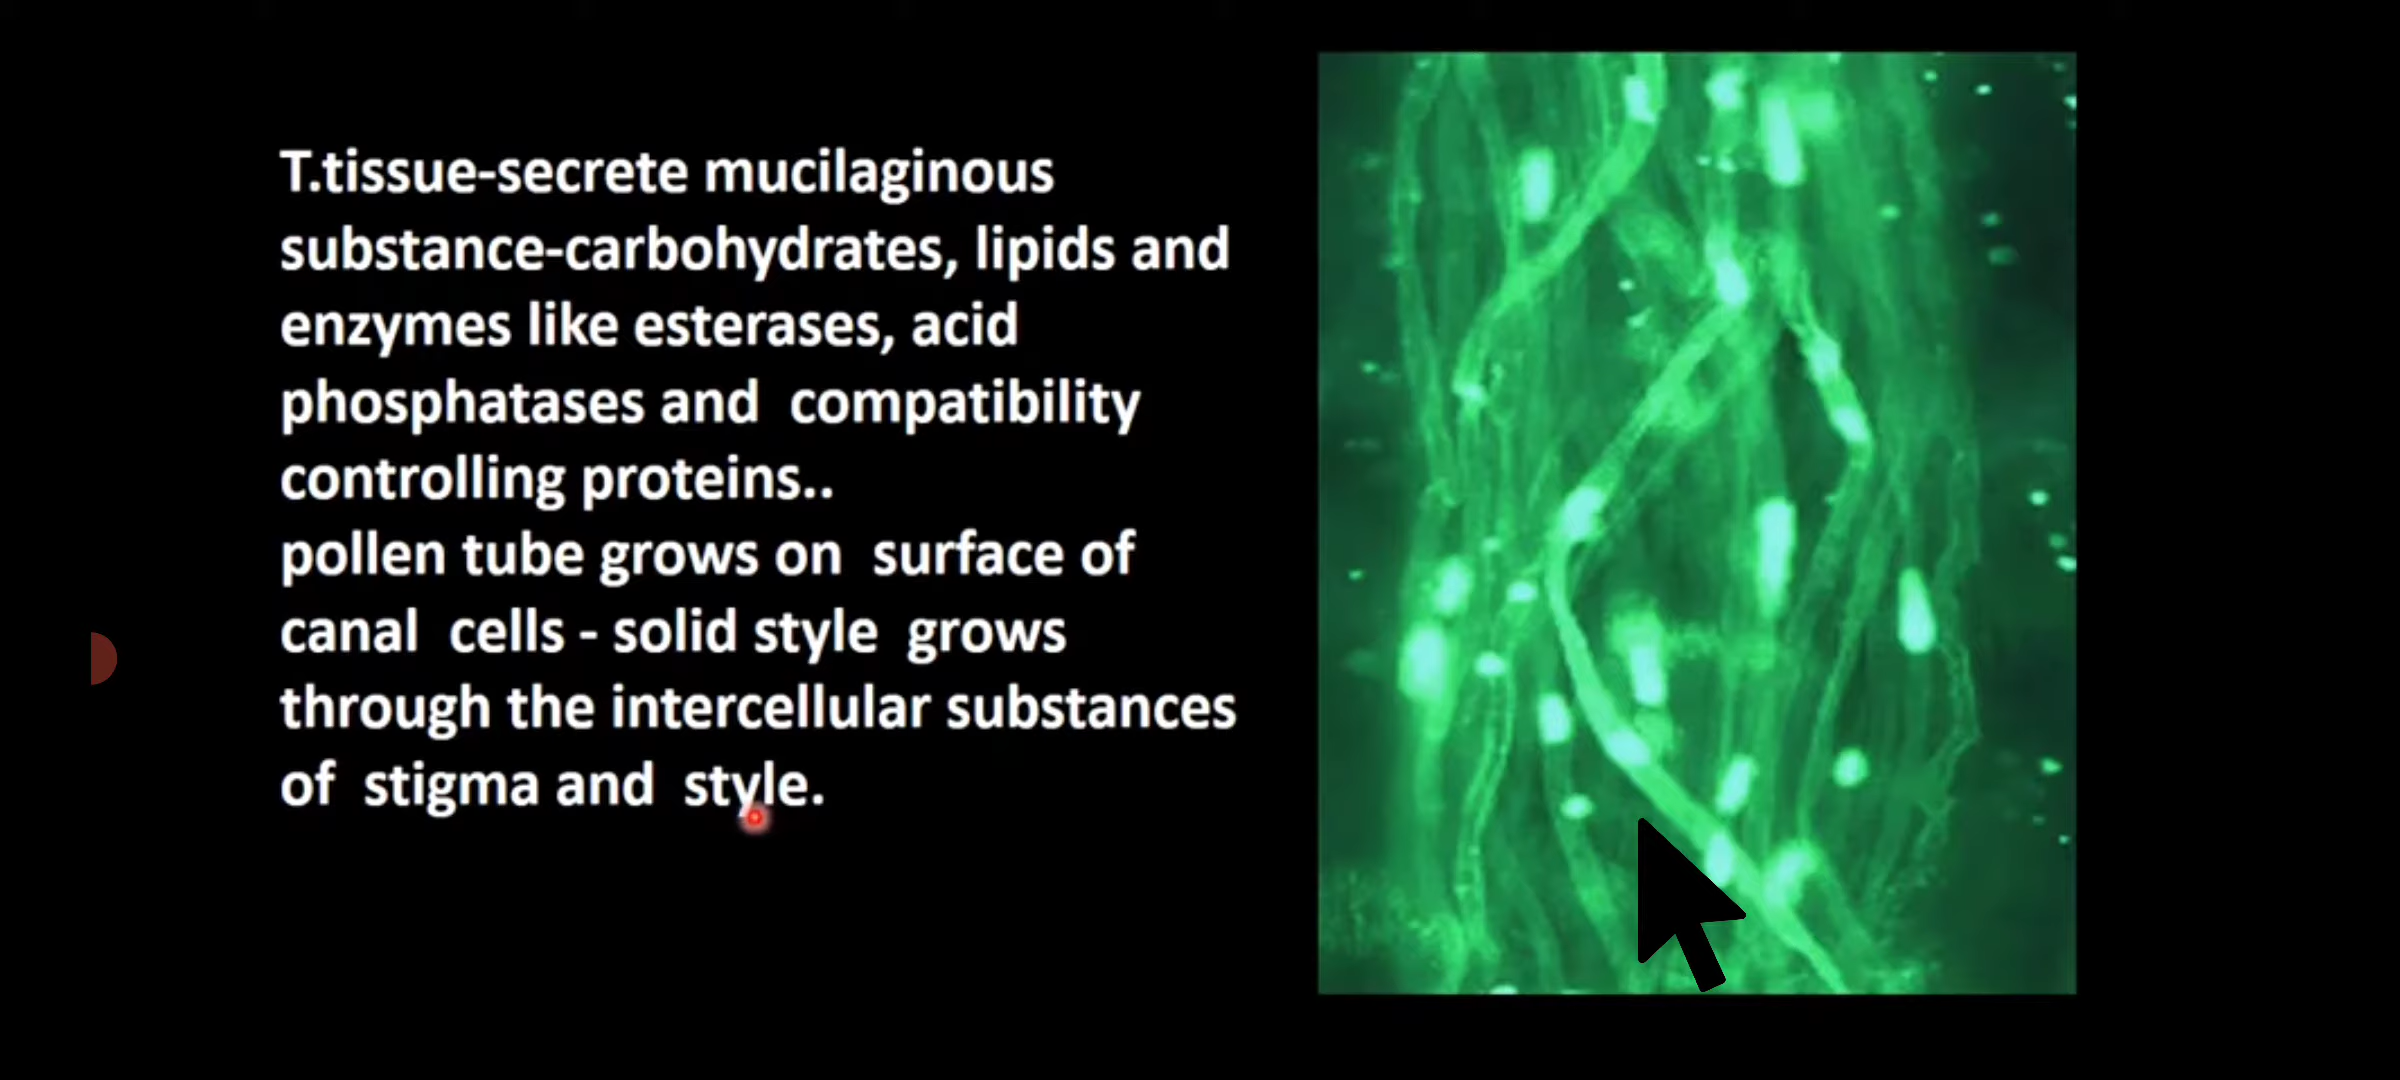 T.tissue-secrete mucilaginous
substance-carbohydrates, lipids and
enzymes like esterases, acid
phosphatases and compatibility
controlling proteins..
pollen tube grows on surface of
canal cells - solid style grows
through the intercellular substances
of stigma and style.